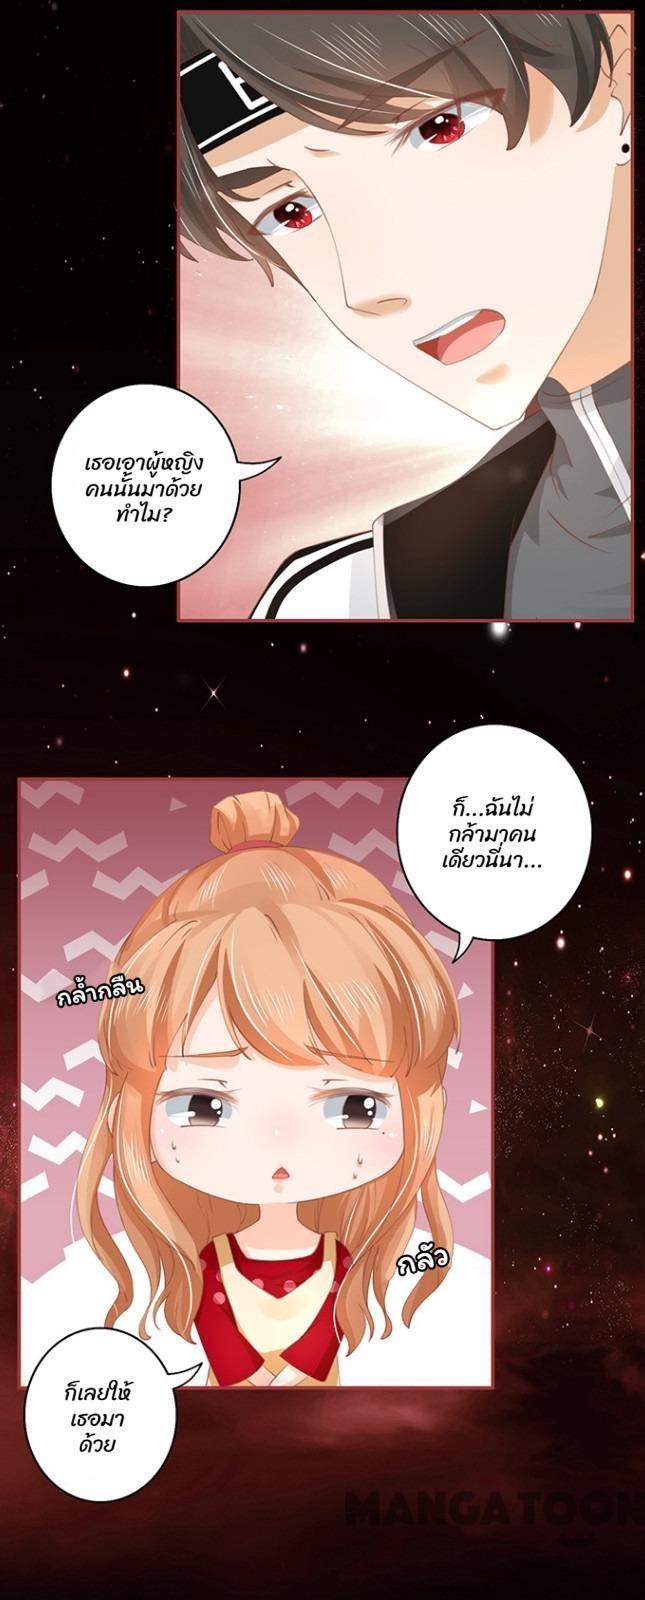 เธอเอาผู้หญิง
คนนั้นมาด้วย
ทำไม?
ก็...ฉันไม่
กล้ามาคน
เดียวนี่นา...
กล้ำกลืน
กลัว
ก็เลยให้
เธอมา
ด้วย
MANGATOON